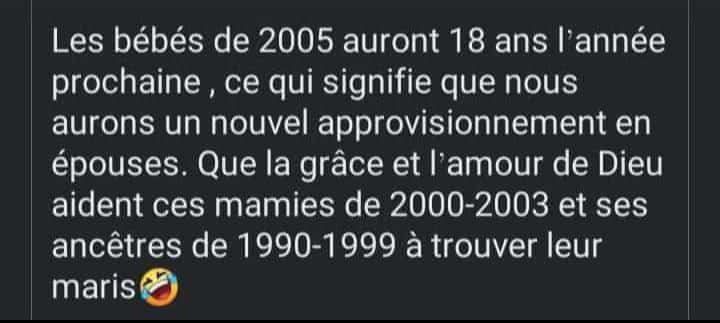 Les bébés de 2005 auront 18 ans l'année
prochaine , ce qui signifie que nous
aurons un nouvel approvisionnement en
épouses. Que la grâce et l'amour de Dieu
aident ces mamies de 2000-2003 et ses
ancêtres de 1990-1999 à trouver leur
maris🤣